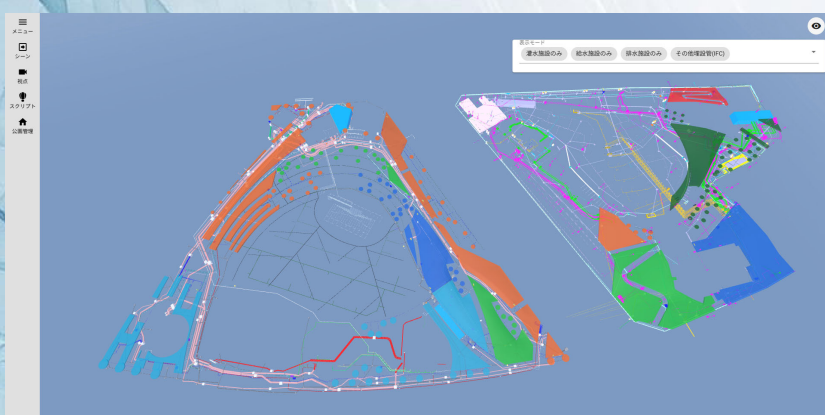 メニュー
シーン
視点
スクリプト
公園管理
表示モード
灌水施設のみ 給水施設のみ 排水施設のみ その他埋設管(IFC)